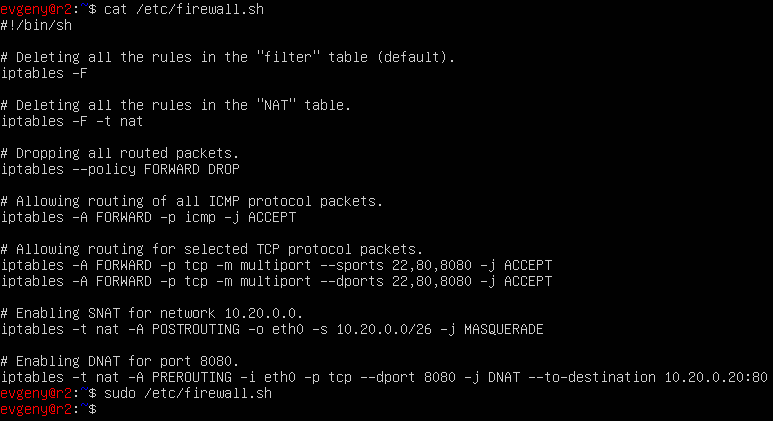 evgeny@r2:~$ cat /etc/firewall.sh
#!/bin/sh
# Deleting all the rules in the "filter" table (default).
iptables -F
# Deleting all the rules in the "NAT" table.
iptables -F -t nat
# Dropping all routed packets.
iptables --policy FORWARD DROP
# Allowing routing of all ICMP protocol packets.
iptables -A FORWARD -p icmp -j ACCEPT
# Allowing routing for selected TCP protocol packets.
iptables -A FORWARD -p tcp -m multiport --sports 22,80,8080 -j ACCEPT
iptables -A FORWARD -p tcp -m multiport --dports 22,80,8080 -j ACCEPT
# Enabling SNAT for network 10.20.0.0.
iptables -t nat -A POSTROUTING -o eth0 -s 10.20.0.0/26 -j MASQUERADE
# Enabling DNAT for port 8080.
iptables -t nat -A PREROUTING -i eth0 -p tcp --dport 8080 -j DNAT --to-destination 10.20.0.20:80
evgeny@r2:~$ sudo /etc/firewall.sh
evgeny@r2:~$